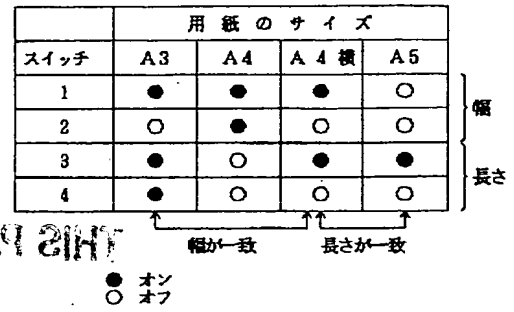 用紙のサイズ
スイッチ A3 A4 A4横 A5
1 ● ● ● ○
2 ○ ● ○ ○
幅
3 ● ○ ● ●
4 ● ○ ○ ○
長さ
幅が一致 長さが一致
● オン
○ オフ